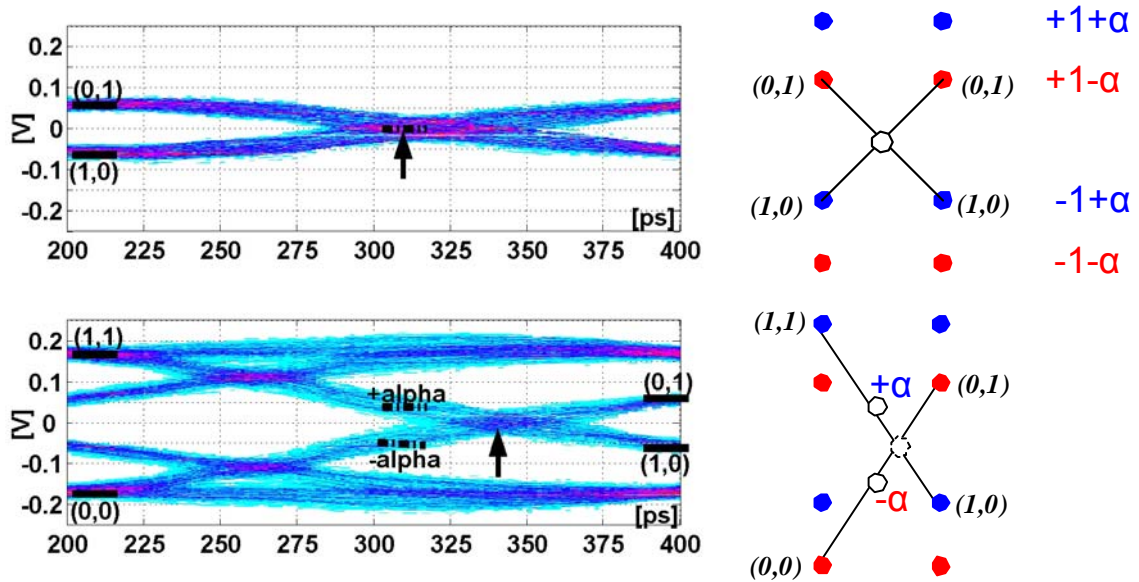 0.2
0.1
0
-0.1
-0.2
[V]
(0,1)
(1,0)
[ps]
200 225 250 275 300 325 350 375 400
+1+α
(0,1) (0,1) +1-α
(1,0) (1,0) -1+α
-1-α
0.2
0.1
0
-0.1
-0.2
[V]
(1,1)
+alpha
(0,1)
-alpha
(1,0)
(0,0)
[ps]
200 225 250 275 300 325 350 375 400
(1,1)
+α
(0,1)
-α
(1,0)
(0,0)